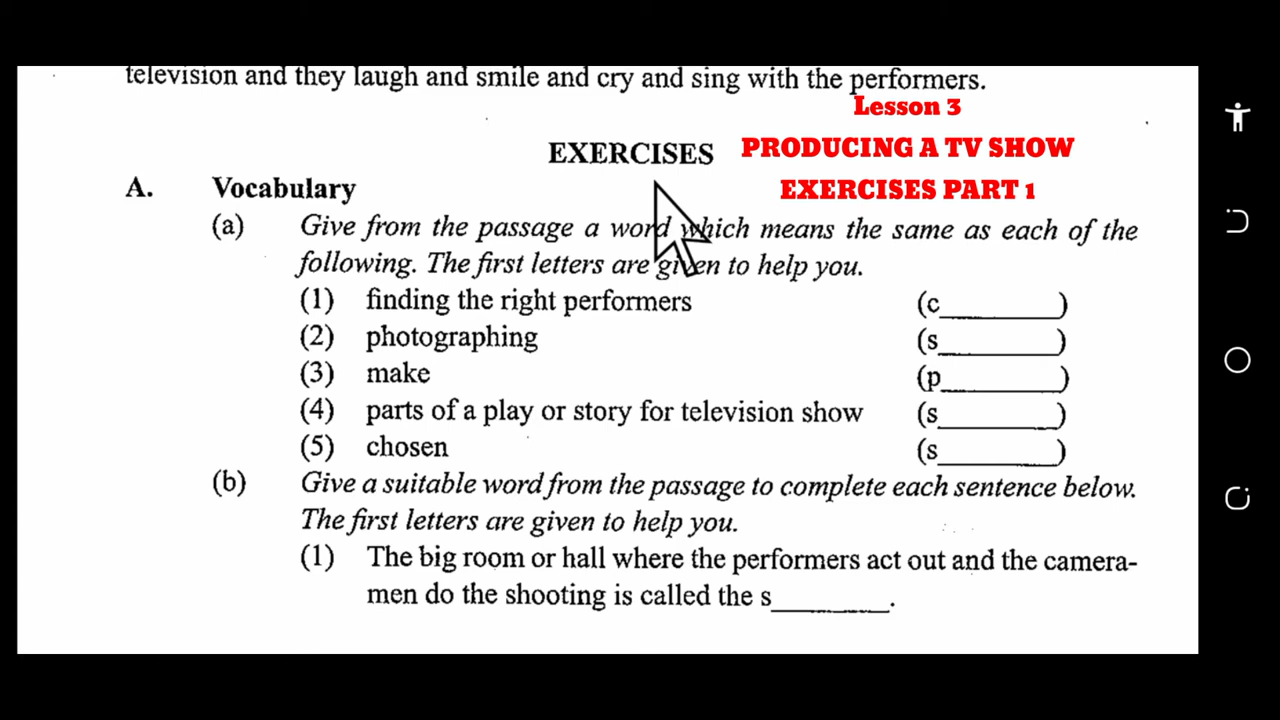 television and they laugh and smile and cry and sing with the performers.
Lesson 3
EXERCISES PRODUCING A TV SHOW
A. Vocabulary EXERCISES PART 1
(a) Give from the passage a word which means the same as each of the
following. The first letters are given to help you.
(1) finding the right performers (c________)
(2) photographing (s________)
(3) make (p________)
(4) parts of a play or story for television show (s________)
(5) chosen (s________)
(b) Give a suitable word from the passage to complete each sentence below.
The first letters are given to help you.
(1) The big room or hall where the performers act out and the camera-
men do the shooting is called the s________.